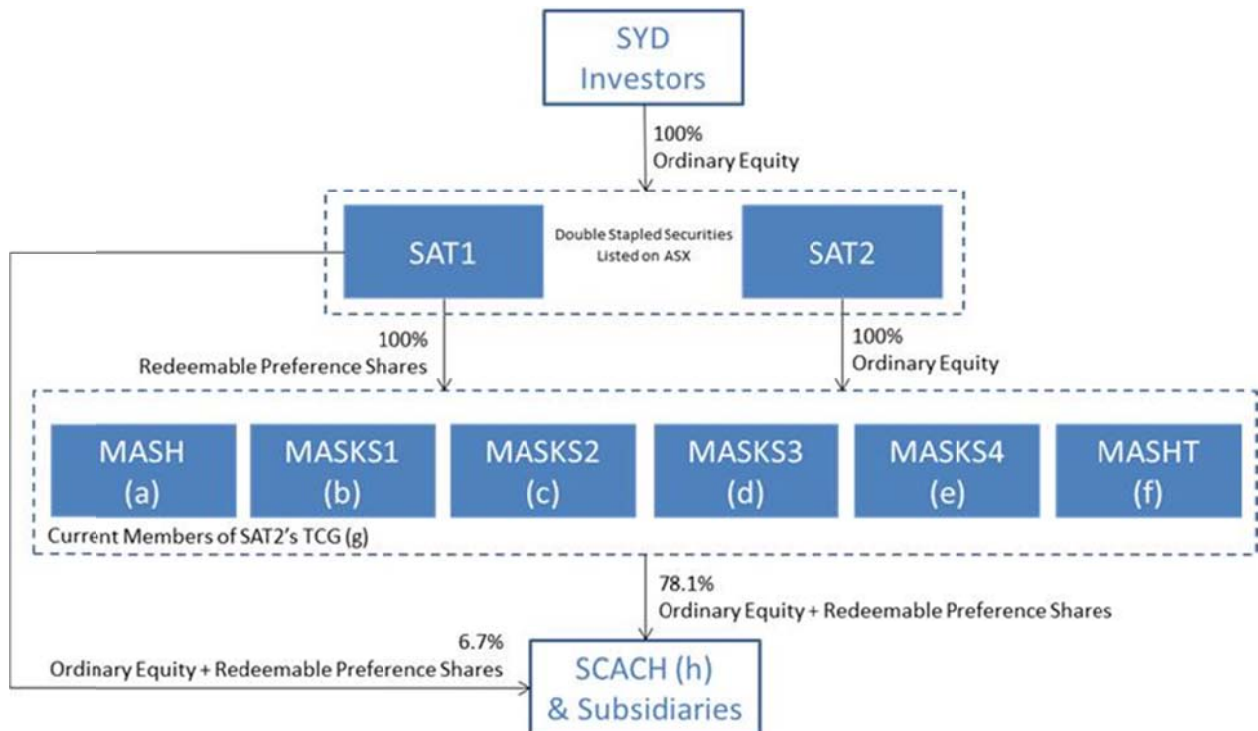 SYD
Investors
100%
Ordinary Equity
SAT1
Double Stapled Securities
Listed on ASX
SAT2
100%
Redeemable Preference Shares
100%
Ordinary Equity
MASH
(a)
MASKS1
(b)
MASKS2
(c)
MASKS3
(d)
MASKS4
(e)
MASHT
(f)
Current Members of SAT2's TCG (g)
78.1%
Ordinary Equity + Redeemable Preference Shares
6.7%
Ordinary Equity + Redeemable Preference Shares
SCACH (h)
& Subsidiaries